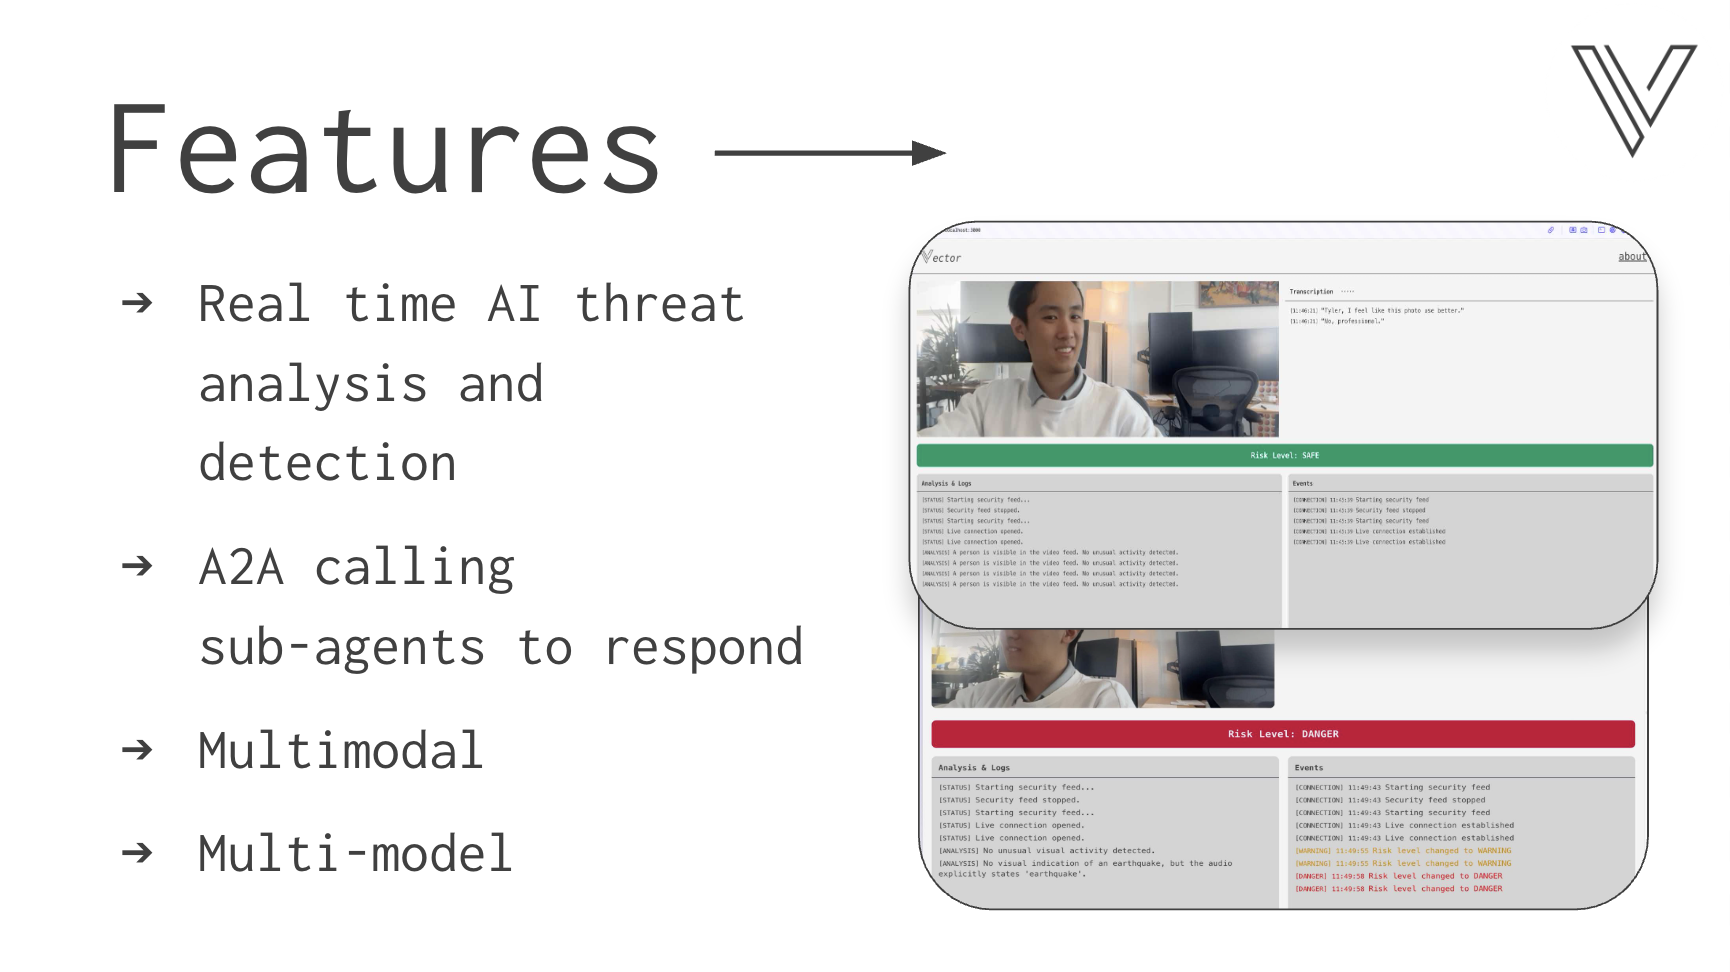 Features
➔ Real time AI threat
analysis and
detection
➔ A2A calling
sub-agents to respond
➔ Multimodal
➔ Multi-model
localhost:3000
Vector
about
Transcription
[11:46:21] "Tyler, I feel like this photo use better."
[11:46:21] "No, professional."
Risk Level: SAFE
Analysis & Logs
[STATUS] Starting security feed...
[STATUS] Security feed stopped.
[STATUS] Starting security feed...
[STATUS] Live connection opened.
[STATUS] Live connection opened.
[ANALYSIS] A person is visible in the video feed. No unusual activity detected.
[ANALYSIS] A person is visible in the video feed. No unusual activity detected.
[ANALYSIS] A person is visible in the video feed. No unusual activity detected.
[ANALYSIS] A person is visible in the video feed. No unusual activity detected.
Events
[CONNECTION] 11:45:39 Starting security feed
[CONNECTION] 11:45:39 Security feed stopped
[CONNECTION] 11:45:39 Starting security feed
[CONNECTION] 11:45:39 Live connection established
[CONNECTION] 11:45:39 Live connection established
Risk Level: DANGER
Analysis & Logs
[STATUS] Starting security feed...
[STATUS] Security feed stopped.
[STATUS] Starting security feed...
[STATUS] Live connection opened.
[STATUS] Live connection opened.
[ANALYSIS] No unusual visual activity detected.
[ANALYSIS] No visual indication of an earthquake, but the audio
explicitly states 'earthquake'.
Events
[CONNECTION] 11:49:43 Starting security feed
[CONNECTION] 11:49:43 Security feed stopped
[CONNECTION] 11:49:43 Starting security feed
[CONNECTION] 11:49:43 Live connection established
[CONNECTION] 11:49:43 Live connection established
[WARNING] 11:49:55 Risk level changed to WARNING
[WARNING] 11:49:55 Risk level changed to WARNING
[DANGER] 11:49:58 Risk level changed to DANGER
[DANGER] 11:49:58 Risk level changed to DANGER